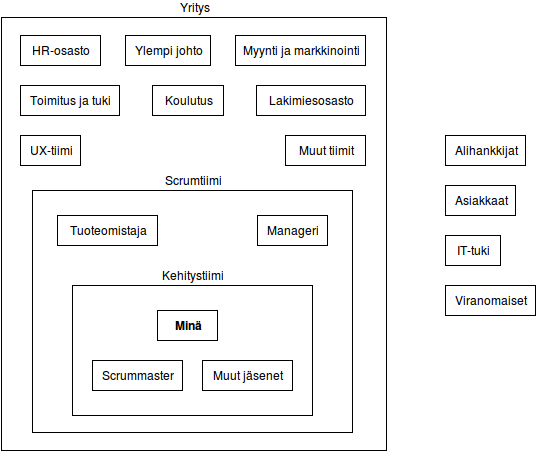 Yritys
HR-osasto
Ylempi johto
Myynti ja markkinointi
Toimitus ja tuki
Koulutus
Lakimiesosasto
UX-tiimi
Muut tiimit
Scrumtiimi
Tuoteomistaja
Manageri
Kehitystiimi
Minä
Scrummaster
Muut jäsenet
Alihankkijat
Asiakkaat
IT-tuki
Viranomaiset